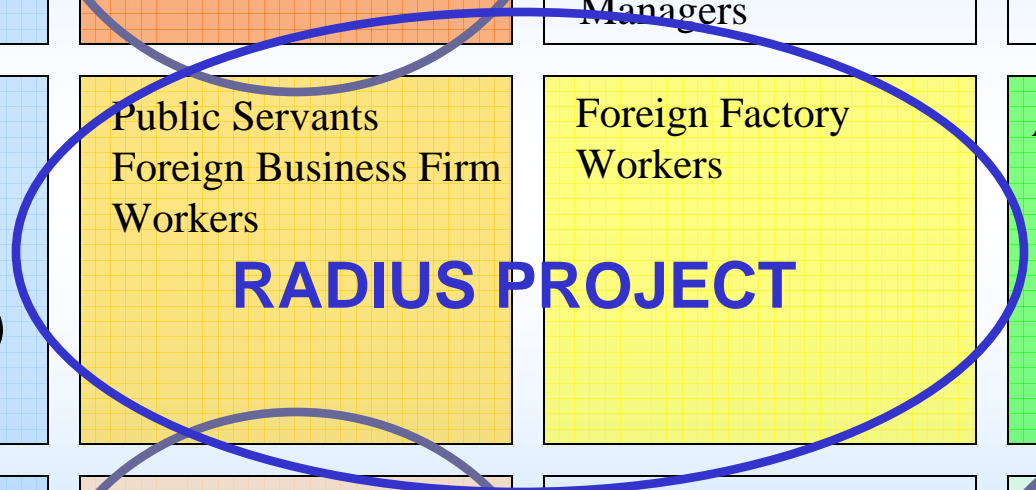 Managers
Public Servants
Foreign Business Firm
Workers
Foreign Factory
Workers
RADIUS PROJECT